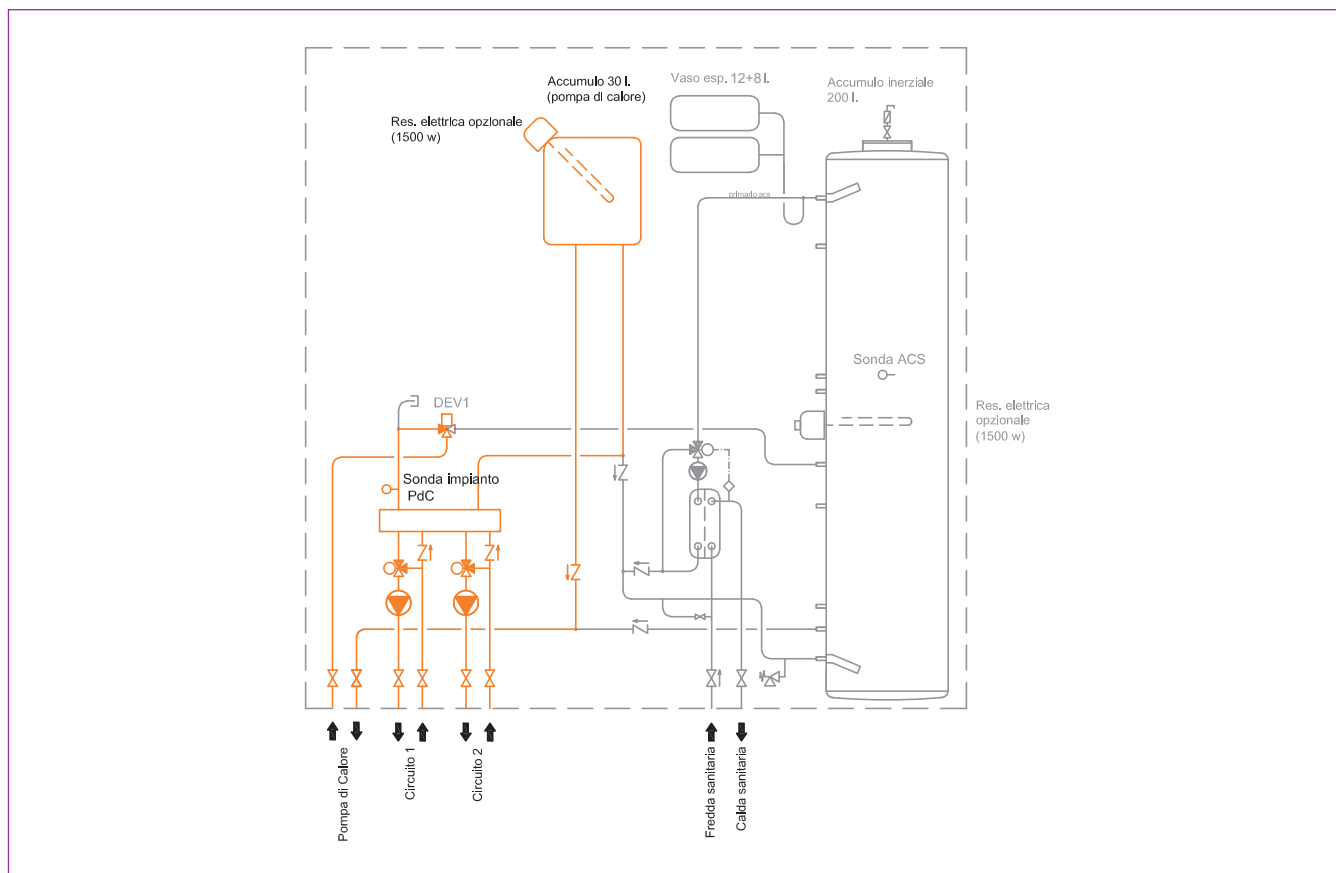 Accumulo 30 l.
(pompa di calore)
Vaso esp. 12+8 l.
Accumulo inerziale
200 l.
Res. elettrica opzionale
(1500 w)
primario acs
Sonda ACS
DEV1
Res. elettrica
opzionale
(1500 w)
Sonda impianto
PdC
Pompa di Calore
Circuito 1
Circuito 2
Fredda sanitaria
Calda sanitaria